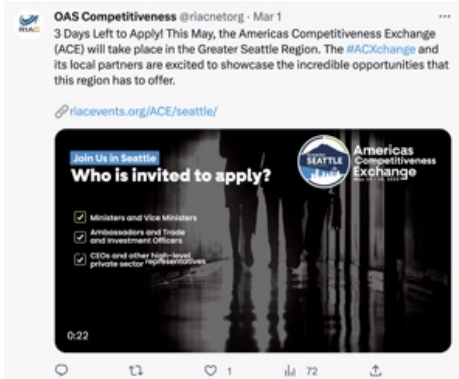 OAS Competitiveness @riacnetorg · Mar 1
3 Days Left to Apply! This May, the Americas Competitiveness Exchange
(ACE) will take place in the Greater Seattle Region. The #ACXchange and
its local partners are excited to showcase the incredible opportunities that
this region has to offer.
riacevents.org/ACE/seattle/
Join Us in Seattle
Who is invited to apply?
SEATTLE
Americas
Competitiveness
Exchange
Ministers and Vice Ministers
Ambassadors and Trade
and Investment Officers
CEOs and other high-level
private sector representatives
0:22
1
72
RIAC